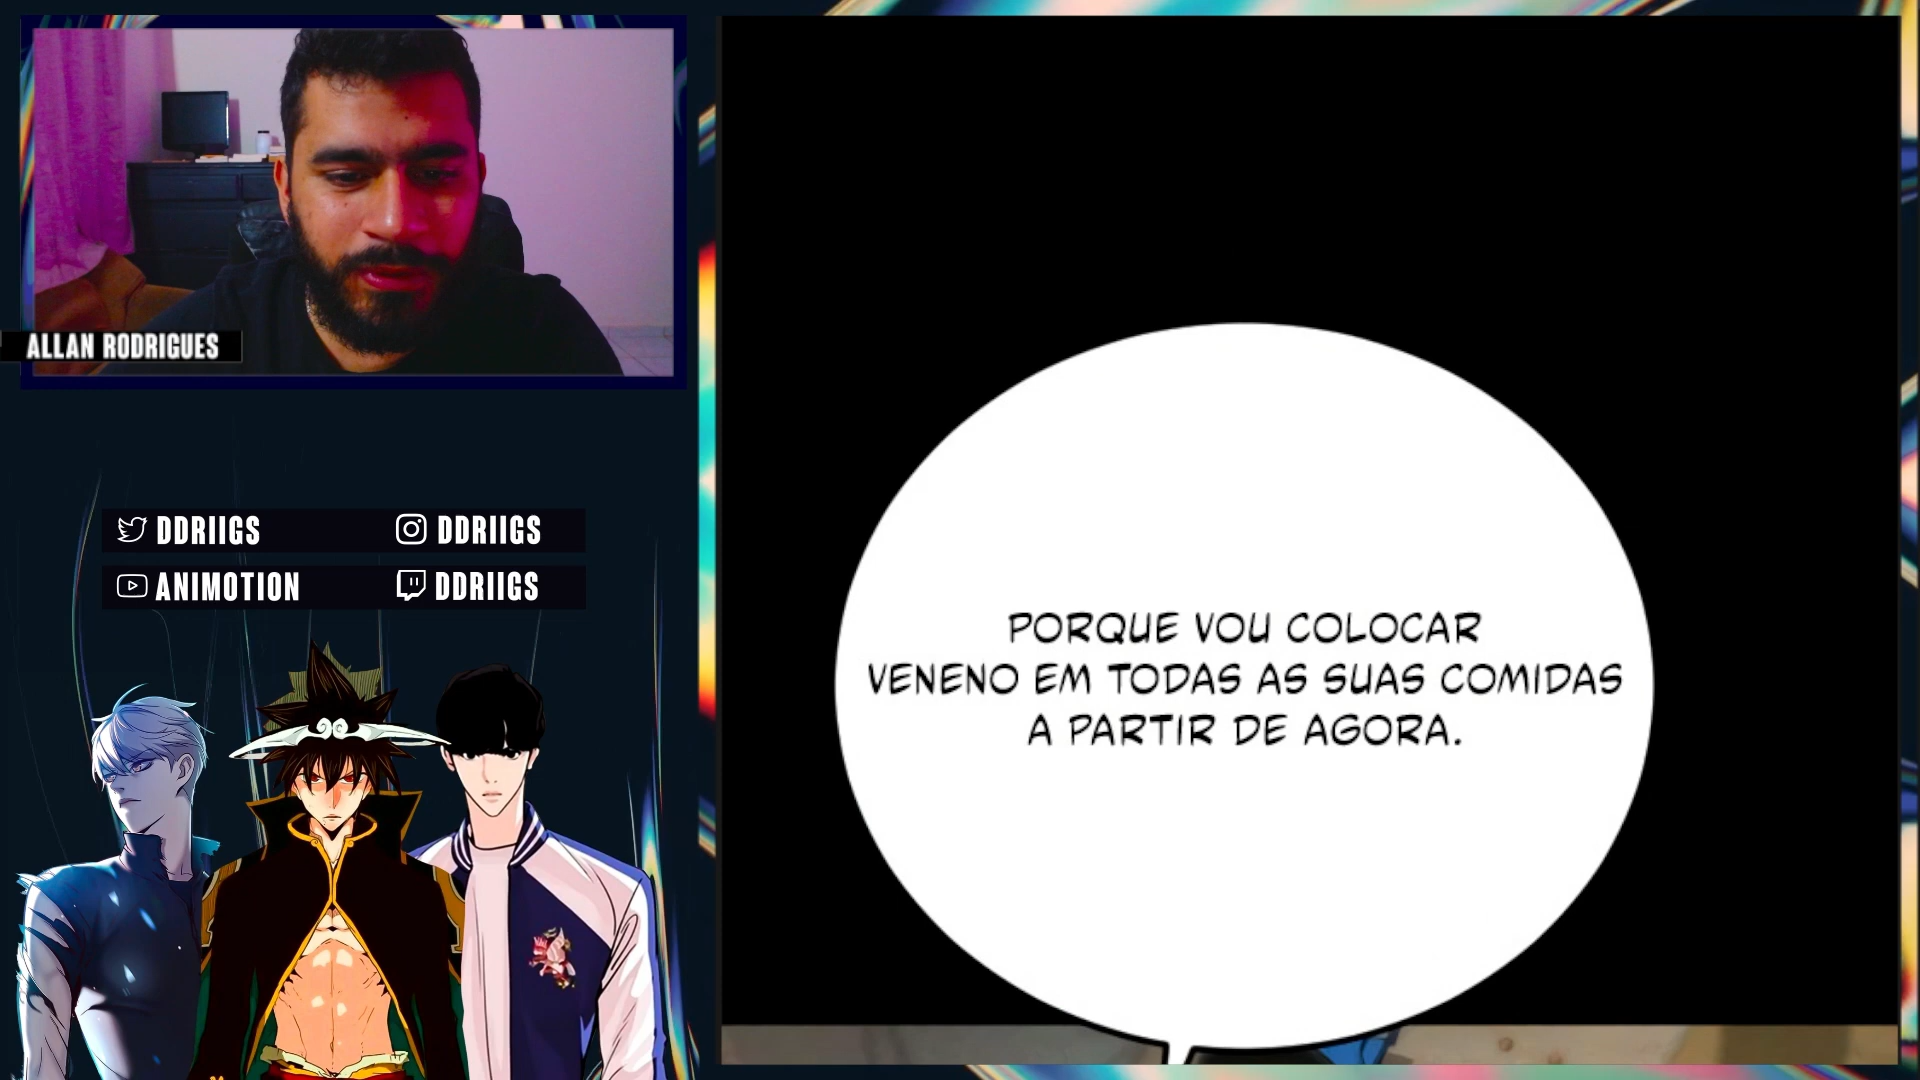 ALLAN RODRIGUES
DDRIIGS
DDRIIGS
ANIMOTION
DDRIIGS
PORQUE VOU COLOCAR
VENENO EM TODAS AS SUAS COMIDAS
A PARTIR DE AGORA.